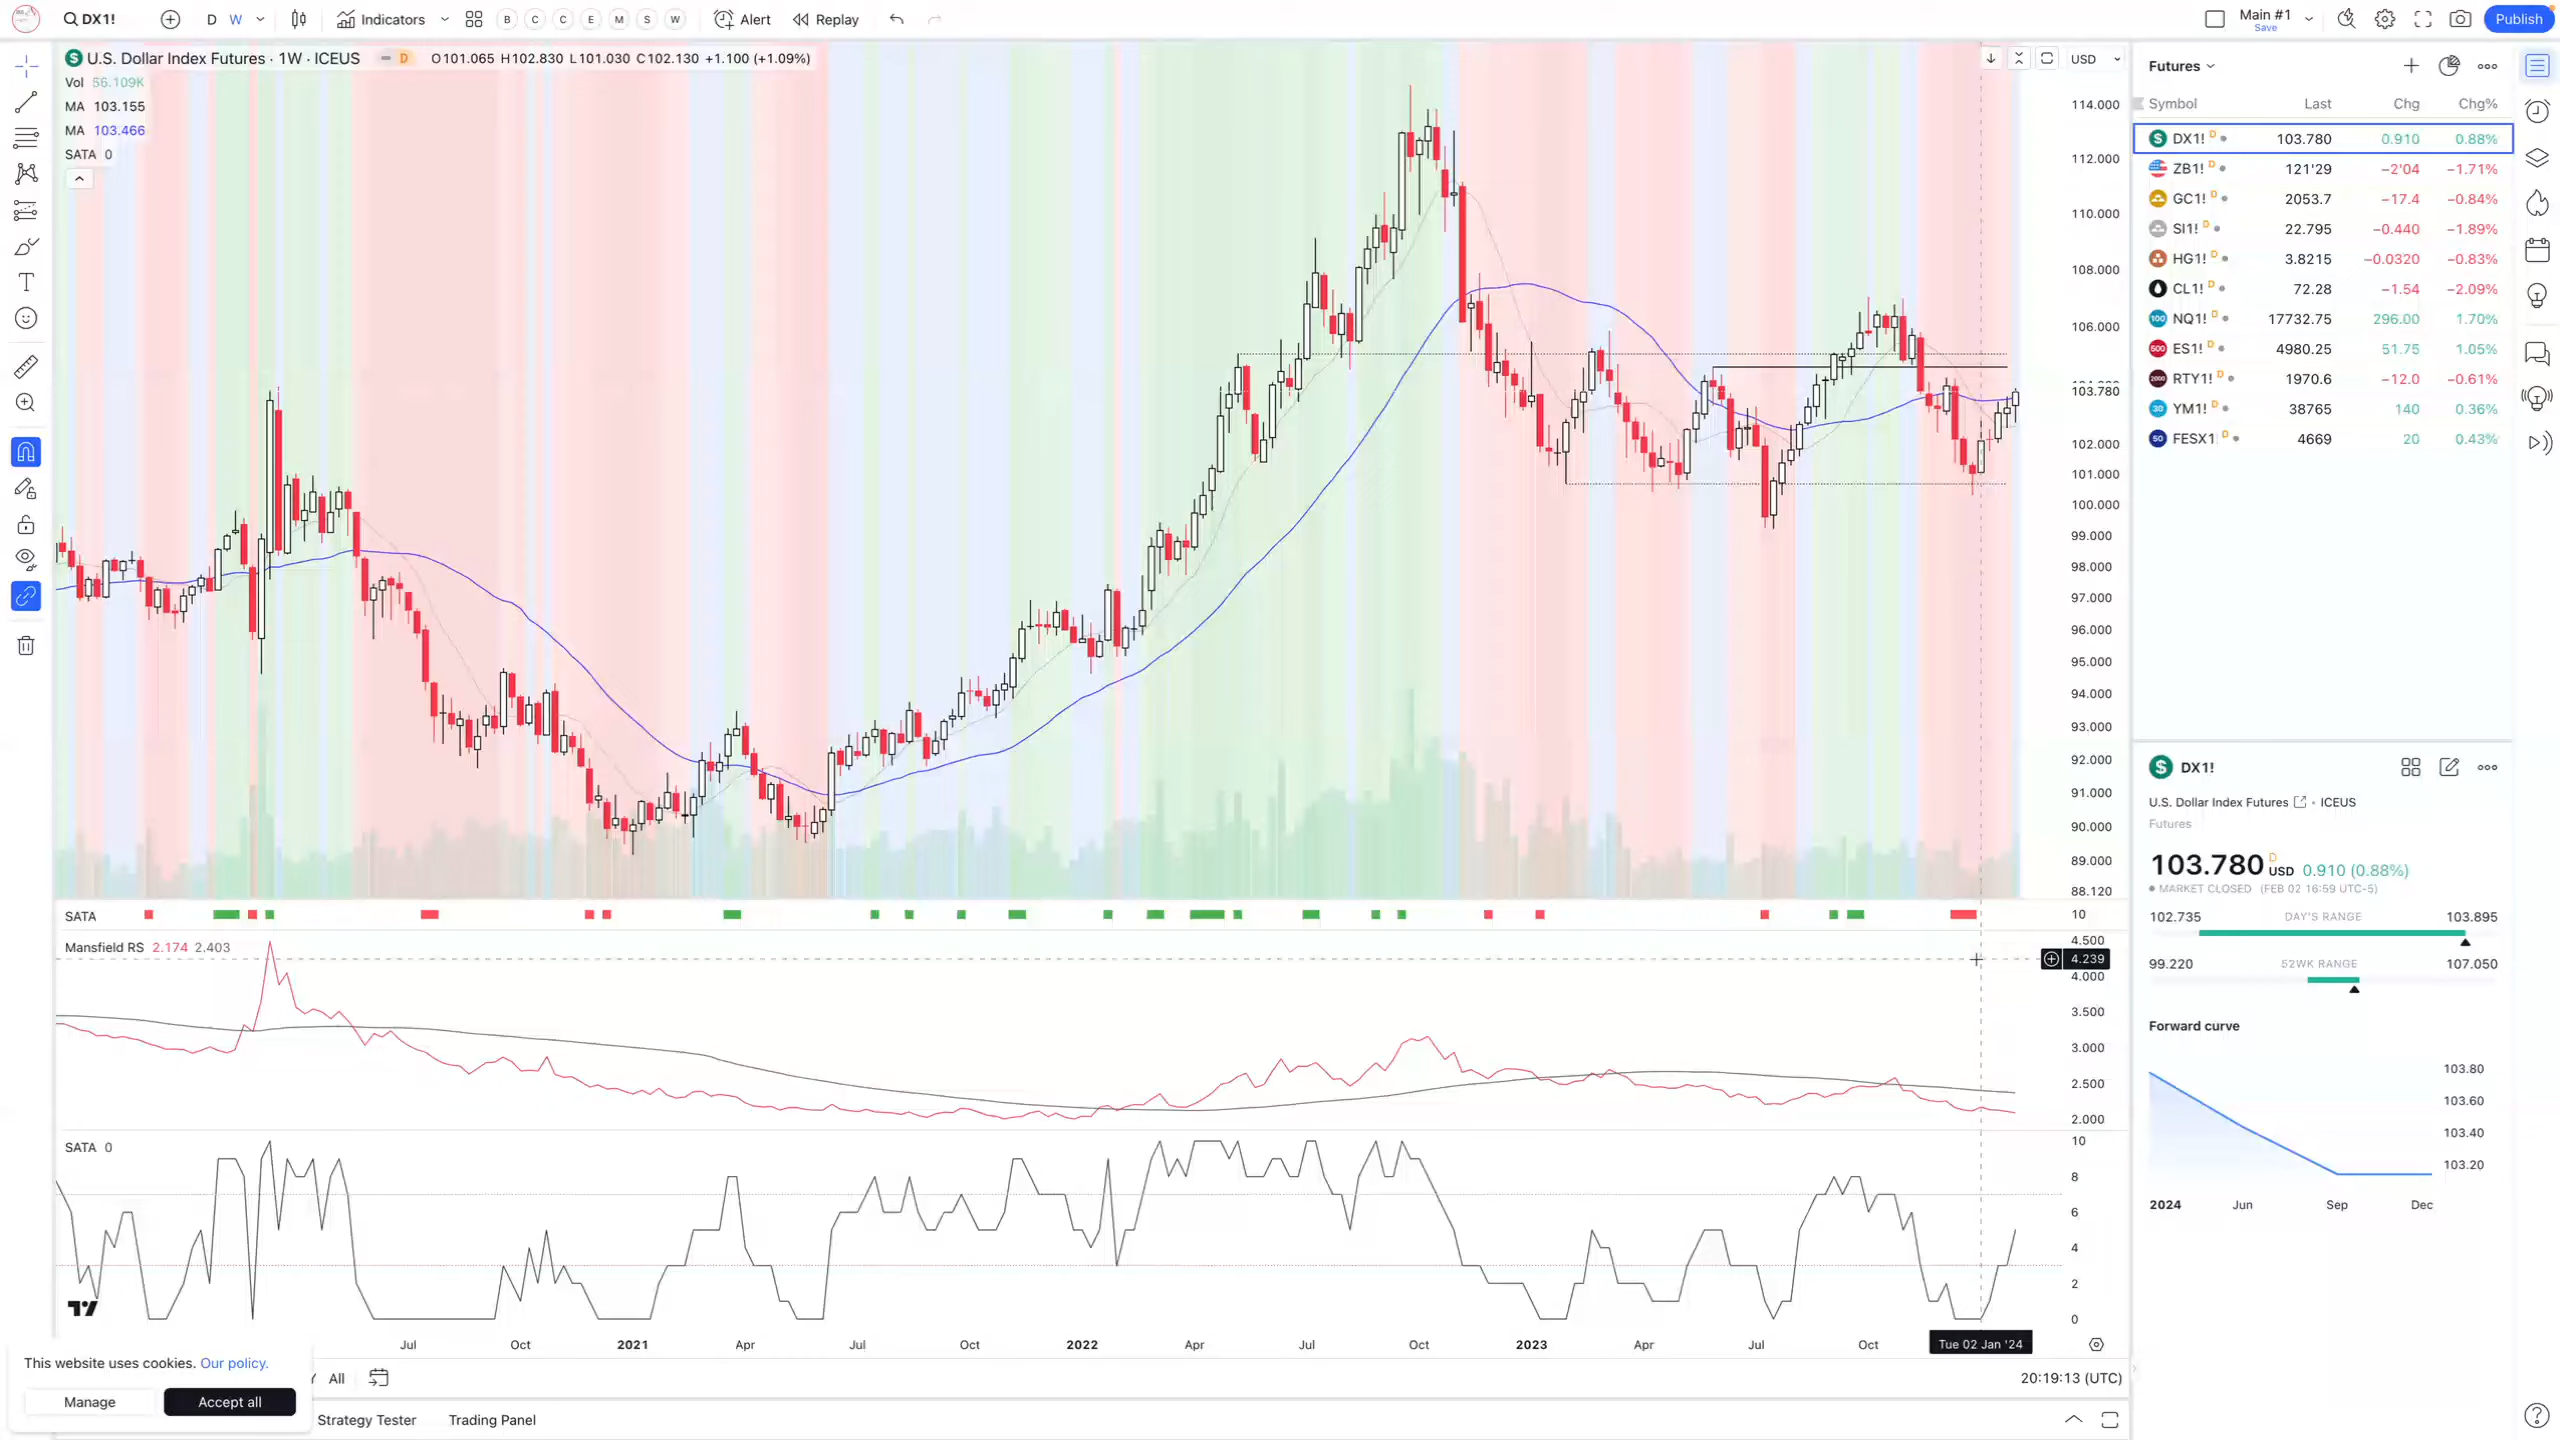 DX1! D W Indicators B C C E M S W Alert Replay Main #1 Save Publish
U.S. Dollar Index Futures · 1W · ICEUS D O101.065 H102.830 L101.030 C102.130 +1.100 (+1.09%) USD
Vol 56.109K
MA 103.155
MA 103.466
SATA 0
114.000
112.000
110.000
108.000
106.000
103.780
102.000
101.000
100.000
99.000
98.000
97.000
96.000
95.000
94.000
93.000
92.000
91.000
90.000
89.000
88.120
SATA 10
Mansfield RS 2.174 2.403
4.500
4.239
4.000
3.500
3.000
2.500
2.000
SATA 0
10
8
6
4
2
0
Jul Oct 2021 Apr Jul Oct 2022 Apr Jul Oct 2023 Apr Jul Oct Tue 02 Jan '24
This website uses cookies. Our policy.
Manage Accept all
All
20:19:13 (UTC)
Strategy Tester Trading Panel
Futures
Symbol Last Chg Chg%
DX1! D 103.780 0.910 0.88%
ZB1! D 121'29 −2'04 −1.71%
GC1! D 2053.7 −17.4 −0.84%
SI1! D 22.795 −0.440 −1.89%
HG1! D 3.8215 −0.0320 −0.83%
CL1! D 72.28 −1.54 −2.09%
100 NQ1! D 17732.75 296.00 1.70%
500 ES1! D 4980.25 51.75 1.05%
2000 RTY1! D 1970.6 −12.0 −0.61%
30 YM1! D 38765 140 0.36%
50 FESX1 D 4669 20 0.43%
DX1!
U.S. Dollar Index Futures • ICEUS
Futures
103.780 D USD 0.910 (0.88%)
MARKET CLOSED (FEB 02 16:59 UTC-5)
102.735 DAY'S RANGE 103.895
99.220 52WK RANGE 107.050
Forward curve
103.80
103.60
103.40
103.20
2024 Jun Sep Dec